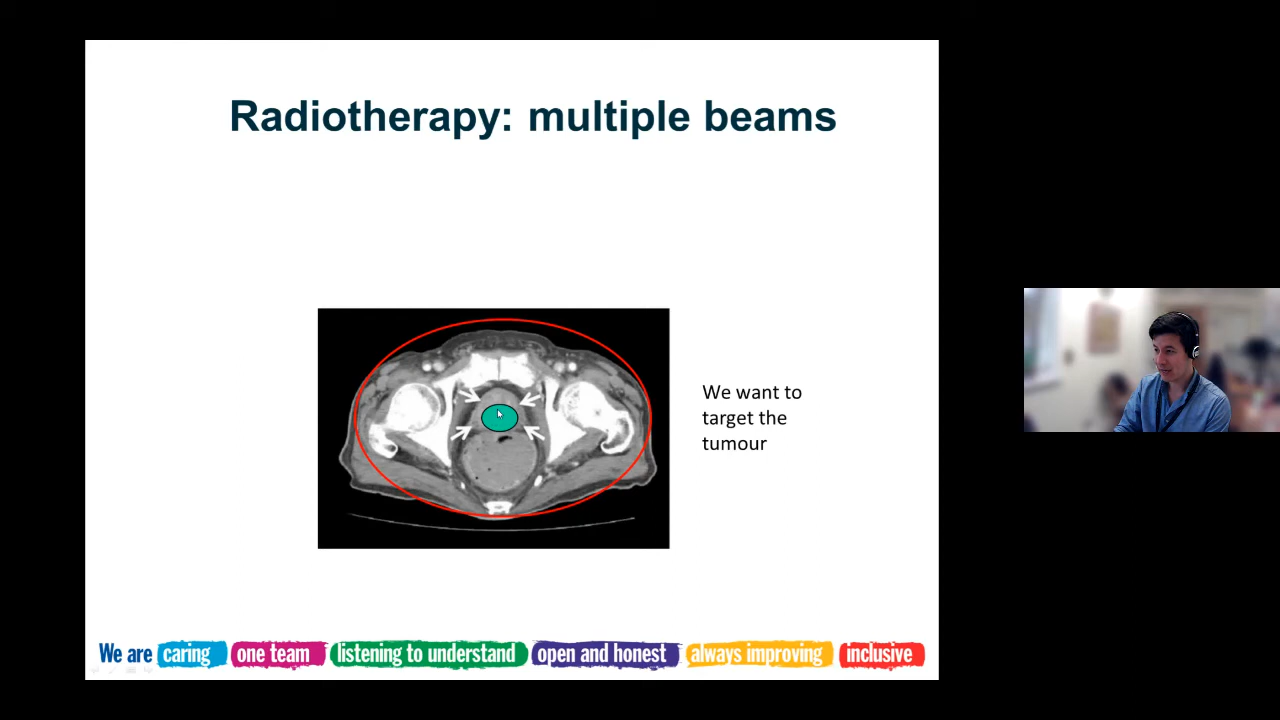 Radiotherapy: multiple beams
We want to
target the
tumour
We are caring one team listening to understand open and honest always improving inclusive